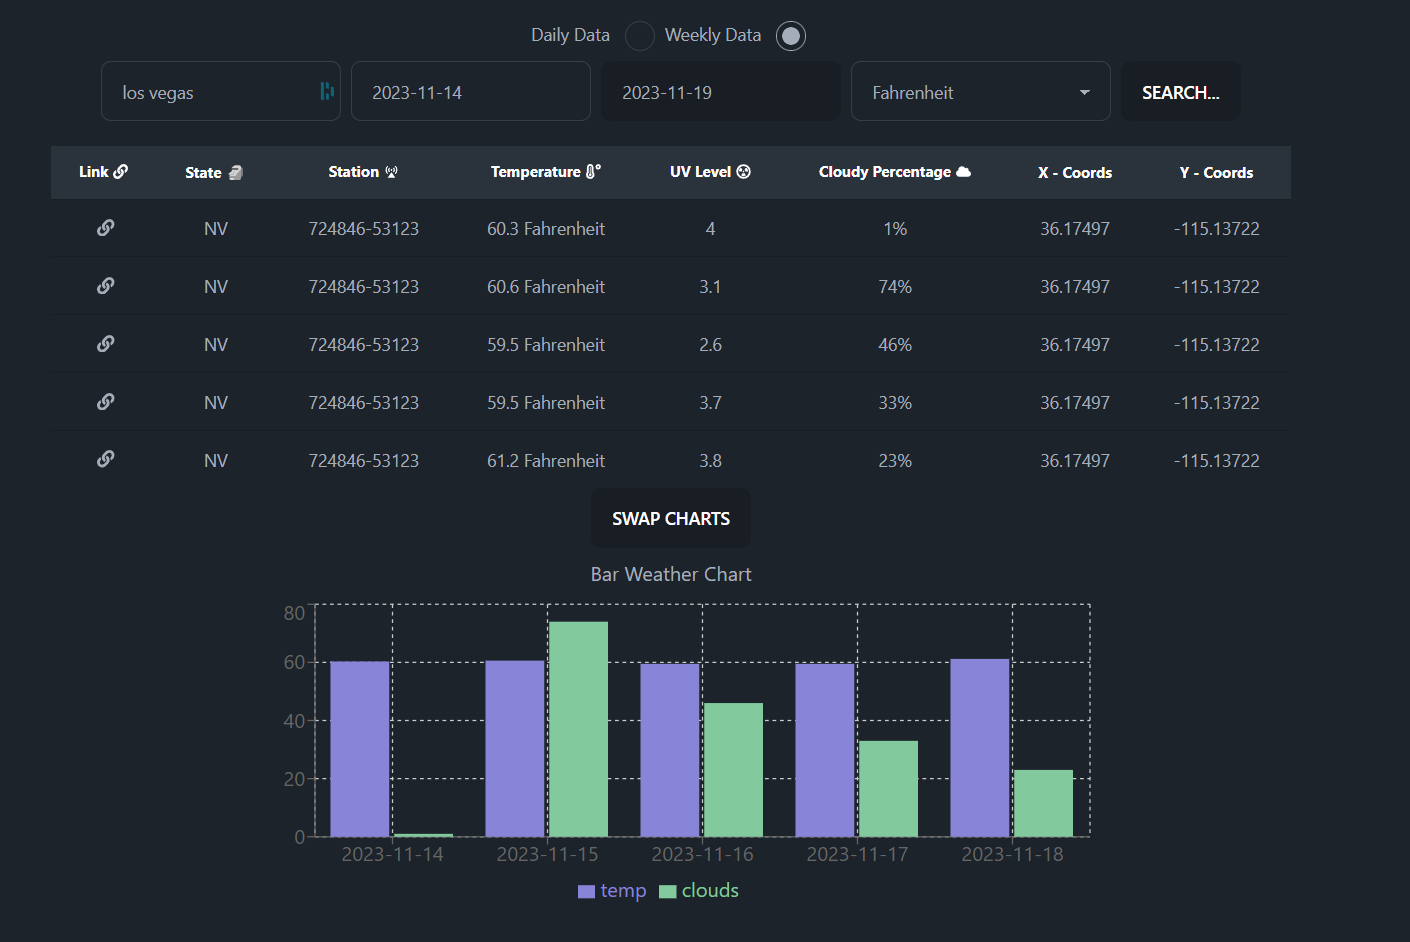 Daily Data Weekly Data
los vegas 2023-11-14 2023-11-19 Fahrenheit SEARCH...
Link State Station Temperature UV Level Cloudy Percentage X - Coords Y - Coords
NV 724846-53123 60.3 Fahrenheit 4 1% 36.17497 -115.13722
NV 724846-53123 60.6 Fahrenheit 3.1 74% 36.17497 -115.13722
NV 724846-53123 59.5 Fahrenheit 2.6 46% 36.17497 -115.13722
NV 724846-53123 59.5 Fahrenheit 3.7 33% 36.17497 -115.13722
NV 724846-53123 61.2 Fahrenheit 3.8 23% 36.17497 -115.13722
SWAP CHARTS
Bar Weather Chart
80
60
40
20
0
2023-11-14 2023-11-15 2023-11-16 2023-11-17 2023-11-18
temp clouds